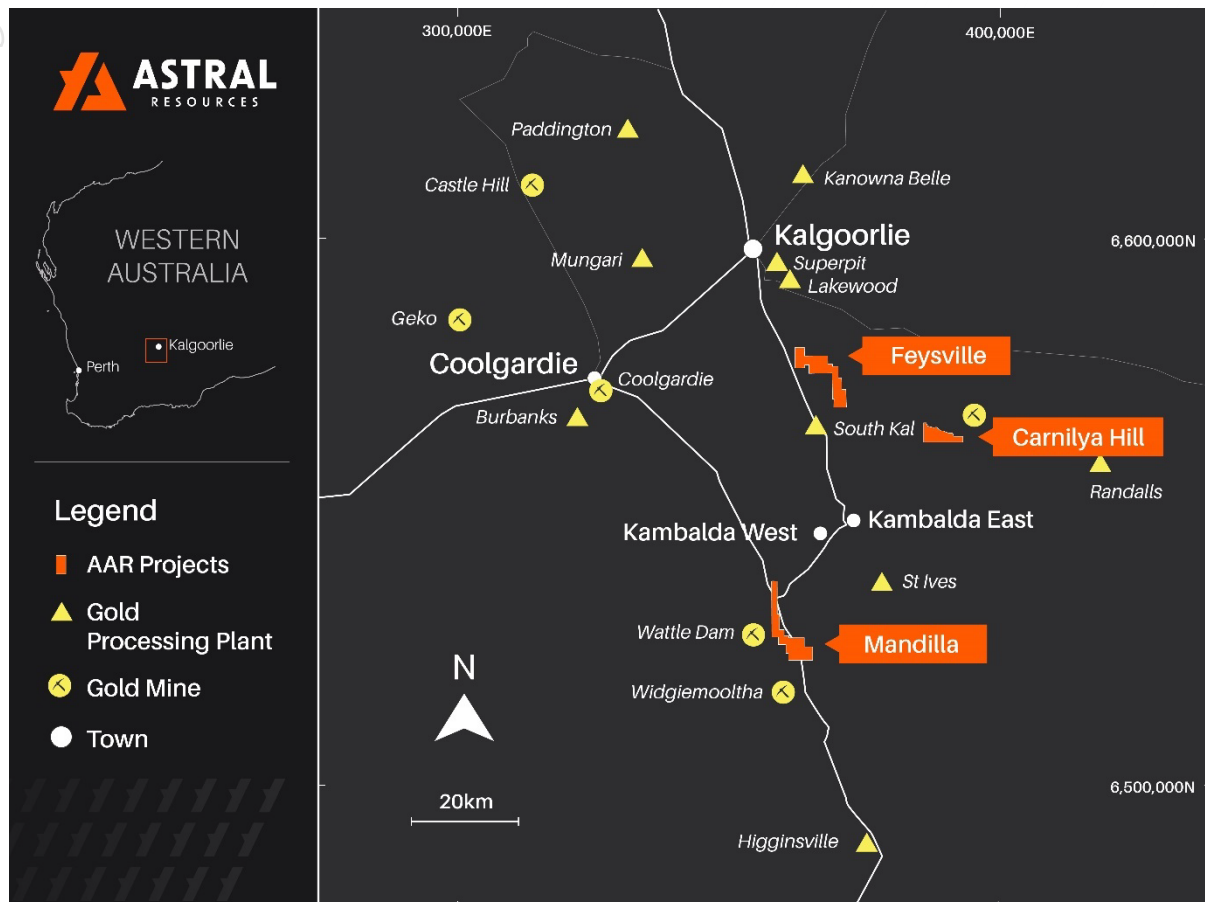 ASTRAL
RESOURCES
WESTERN
AUSTRALIA
Kalgoorlie
Perth
Legend
AAR Projects
Gold
Processing Plant
Gold Mine
Town
300,000E
400,000E
Paddington
Castle Hill
Kanowna Belle
Kalgoorlie
6,600,000N
Mungari
Superpit
Lakewood
Geko
Feysville
Coolgardie
Coolgardie
Burbanks
South Kal
Carnilya Hill
Randalls
Kambalda West
Kambalda East
St Ives
Wattle Dam
Mandilla
N
Widgiemooltha
20km
6,500,000N
Higginsville